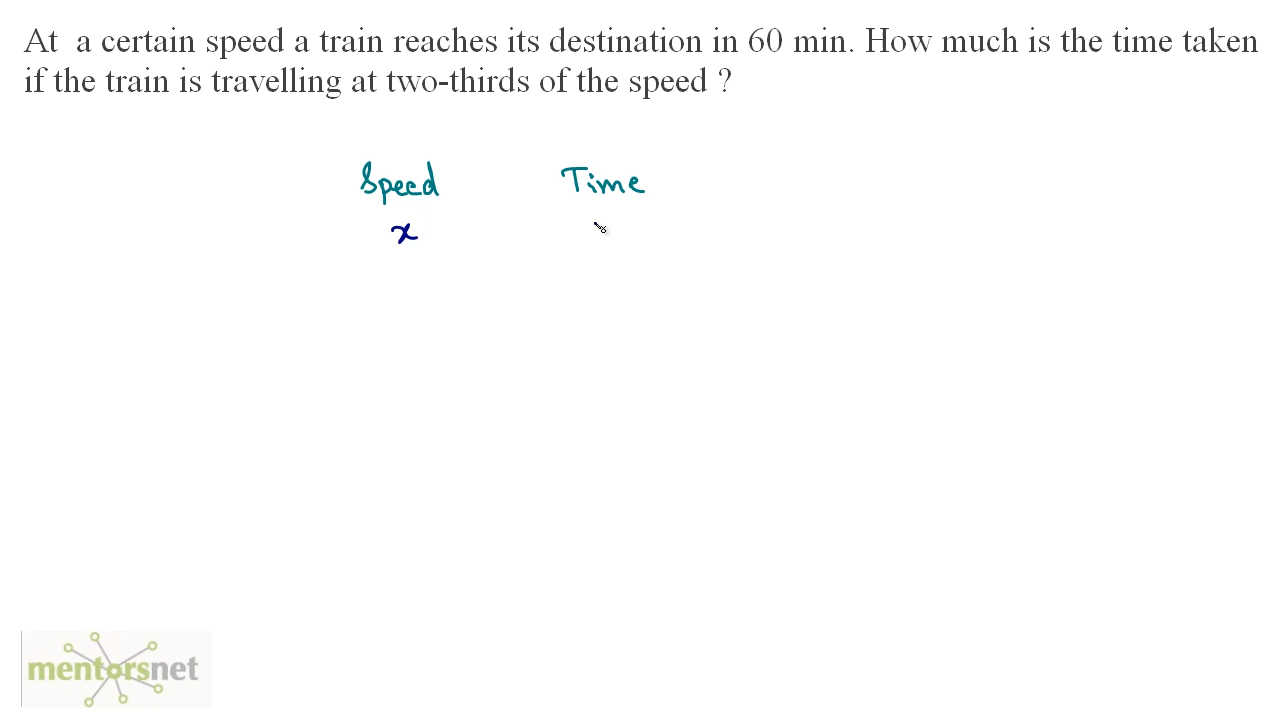 At a certain speed a train reaches its destination in 60 min. How much is the time taken
if the train is travelling at two-thirds of the speed ?
Speed Time
x
mentorsnet